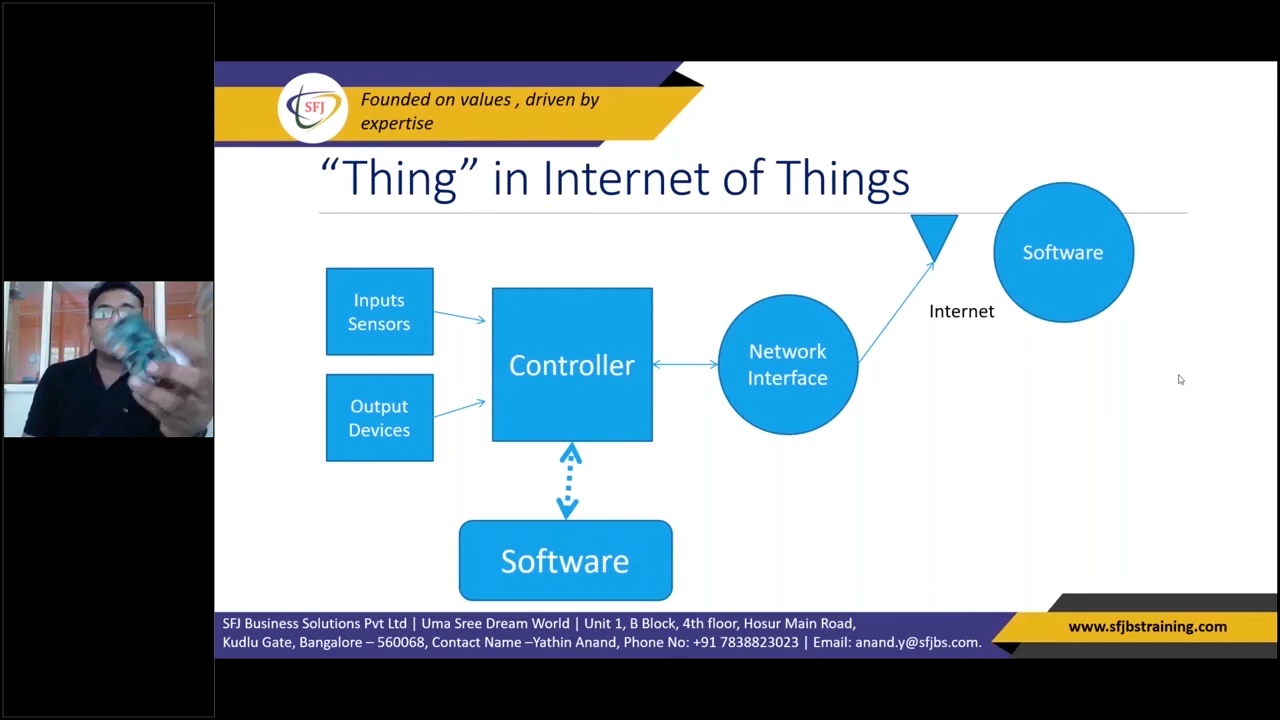 SFJ
Founded on values , driven by
expertise
“Thing” in Internet of Things
Inputs
Sensors
Output
Devices
Controller
Software
Network
Interface
Internet
Software
SFJ Business Solutions Pvt Ltd | Uma Sree Dream World | Unit 1, B Block, 4th floor, Hosur Main Road,
Kudlu Gate, Bangalore – 560068, Contact Name –Yathin Anand, Phone No: +91 7838823023 | Email: anand.y@sfjbs.com.
www.sfjbstraining.com